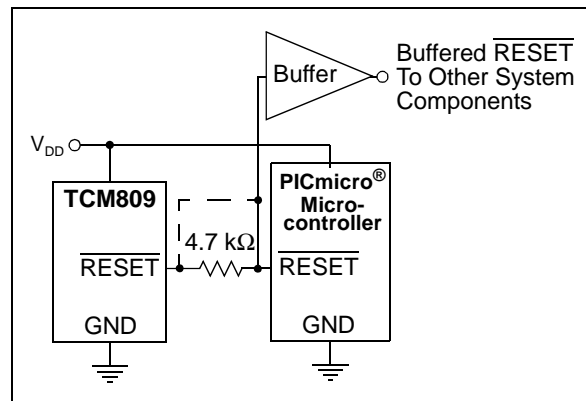 Buffer
Buffered RESET
To Other System
Components
VDD
TCM809
PICmicro®
Micro-
controller
4.7 kΩ
RESET
RESET
GND
GND